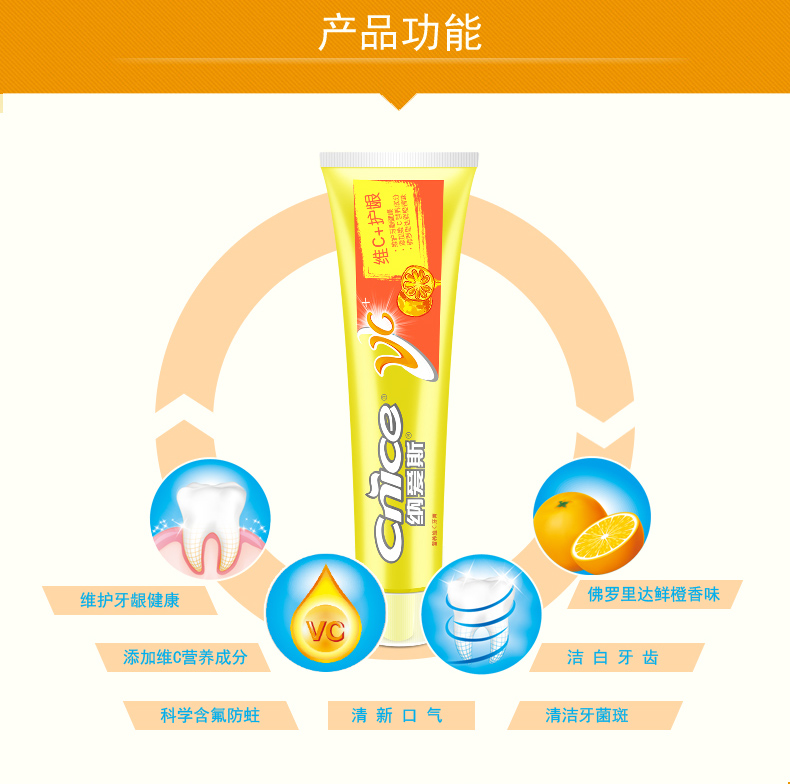 产品功能
维C+护龈
VC+
Cnice®
纳爱斯®
VC
维护牙龈健康
佛罗里达鲜橙香味
添加维C营养成分
洁白牙齿
科学含氟防蛀
清新口气
清洁牙菌斑